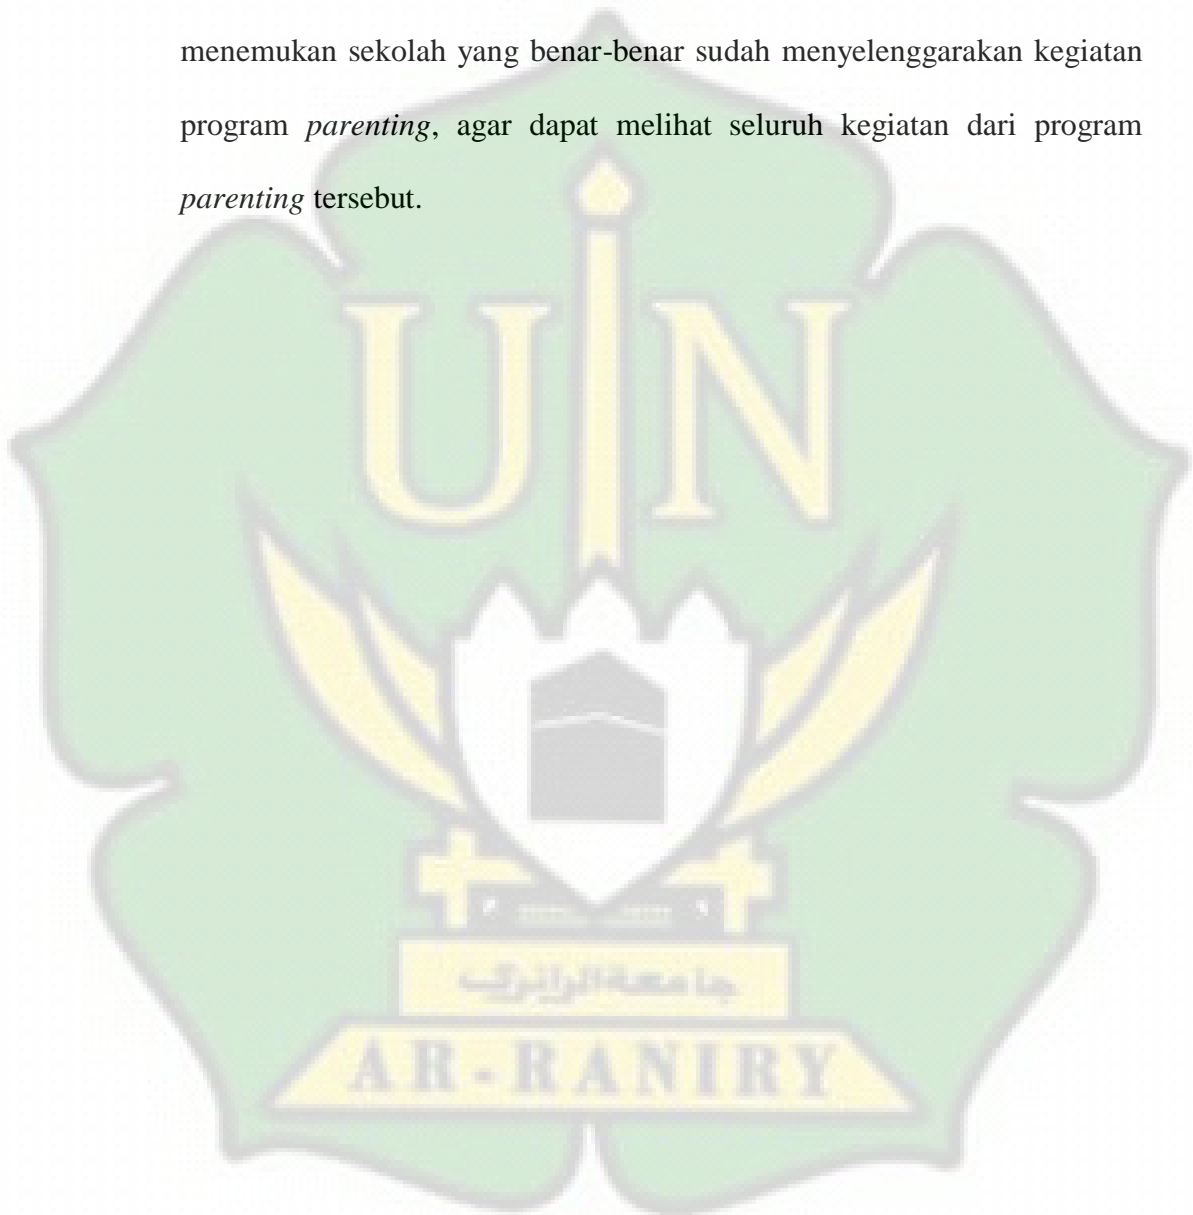 menemukan sekolah yang benar-benar sudah menyelenggarakan kegiatan
program parenting, agar dapat melihat seluruh kegiatan dari program
parenting tersebut.
UIN
جامعة الرانري
AR-RANIRY